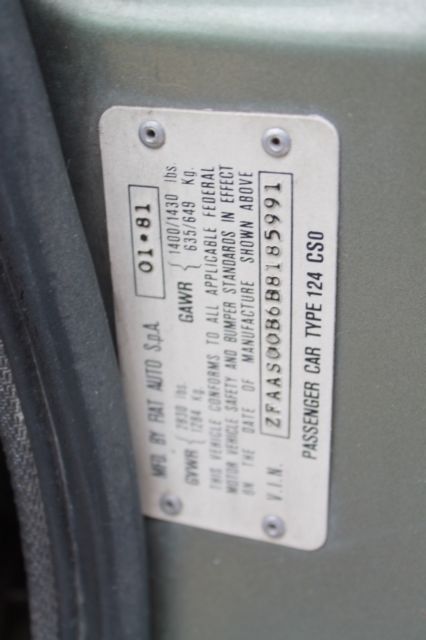 MFD. BY FIAT AUTO S.p.A. 01•81
GVWR { 2830 lbs. 1284 Kg. GAWR { 1400/1430 lbs. 635/649 Kg.
THIS VEHICLE CONFORMS TO ALL APPLICABLE FEDERAL
MOTOR VEHICLE SAFETY AND BUMPER STANDARDS IN EFFECT
ON THE DATE OF MANUFACTURE SHOWN ABOVE
V.I.N. ZFAAS00B6B8185991
PASSENGER CAR TYPE 124 CS0